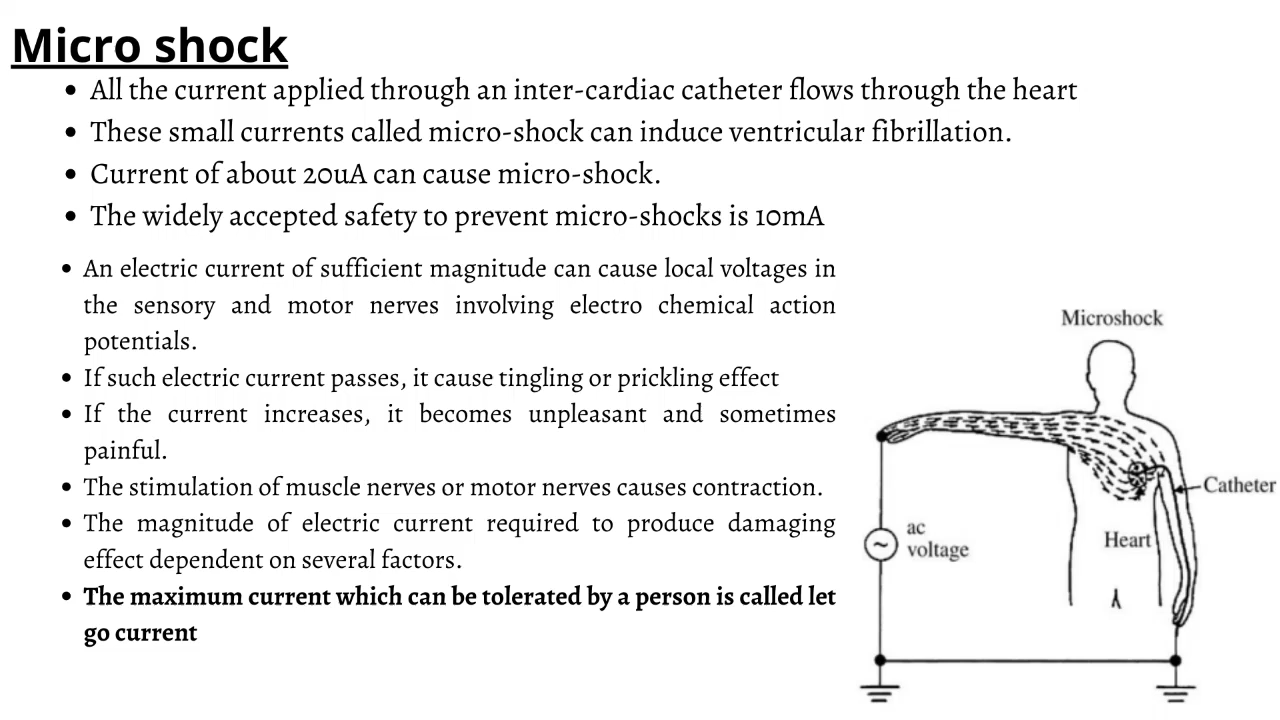 Micro shock
All the current applied through an inter-cardiac catheter flows through the heart
These small currents called micro-shock can induce ventricular fibrillation.
Current of about 20uA can cause micro-shock.
The widely accepted safety to prevent micro-shocks is 10mA
An electric current of sufficient magnitude can cause local voltages in
the sensory and motor nerves involving electro chemical action
potentials.
If such electric current passes, it cause tingling or prickling effect
If the current increases, it becomes unpleasant and sometimes
painful.
The stimulation of muscle nerves or motor nerves causes contraction.
The magnitude of electric current required to produce damaging
effect dependent on several factors.
The maximum current which can be tolerated by a person is called let
go current
Microshock
Catheter
ac
voltage
Heart